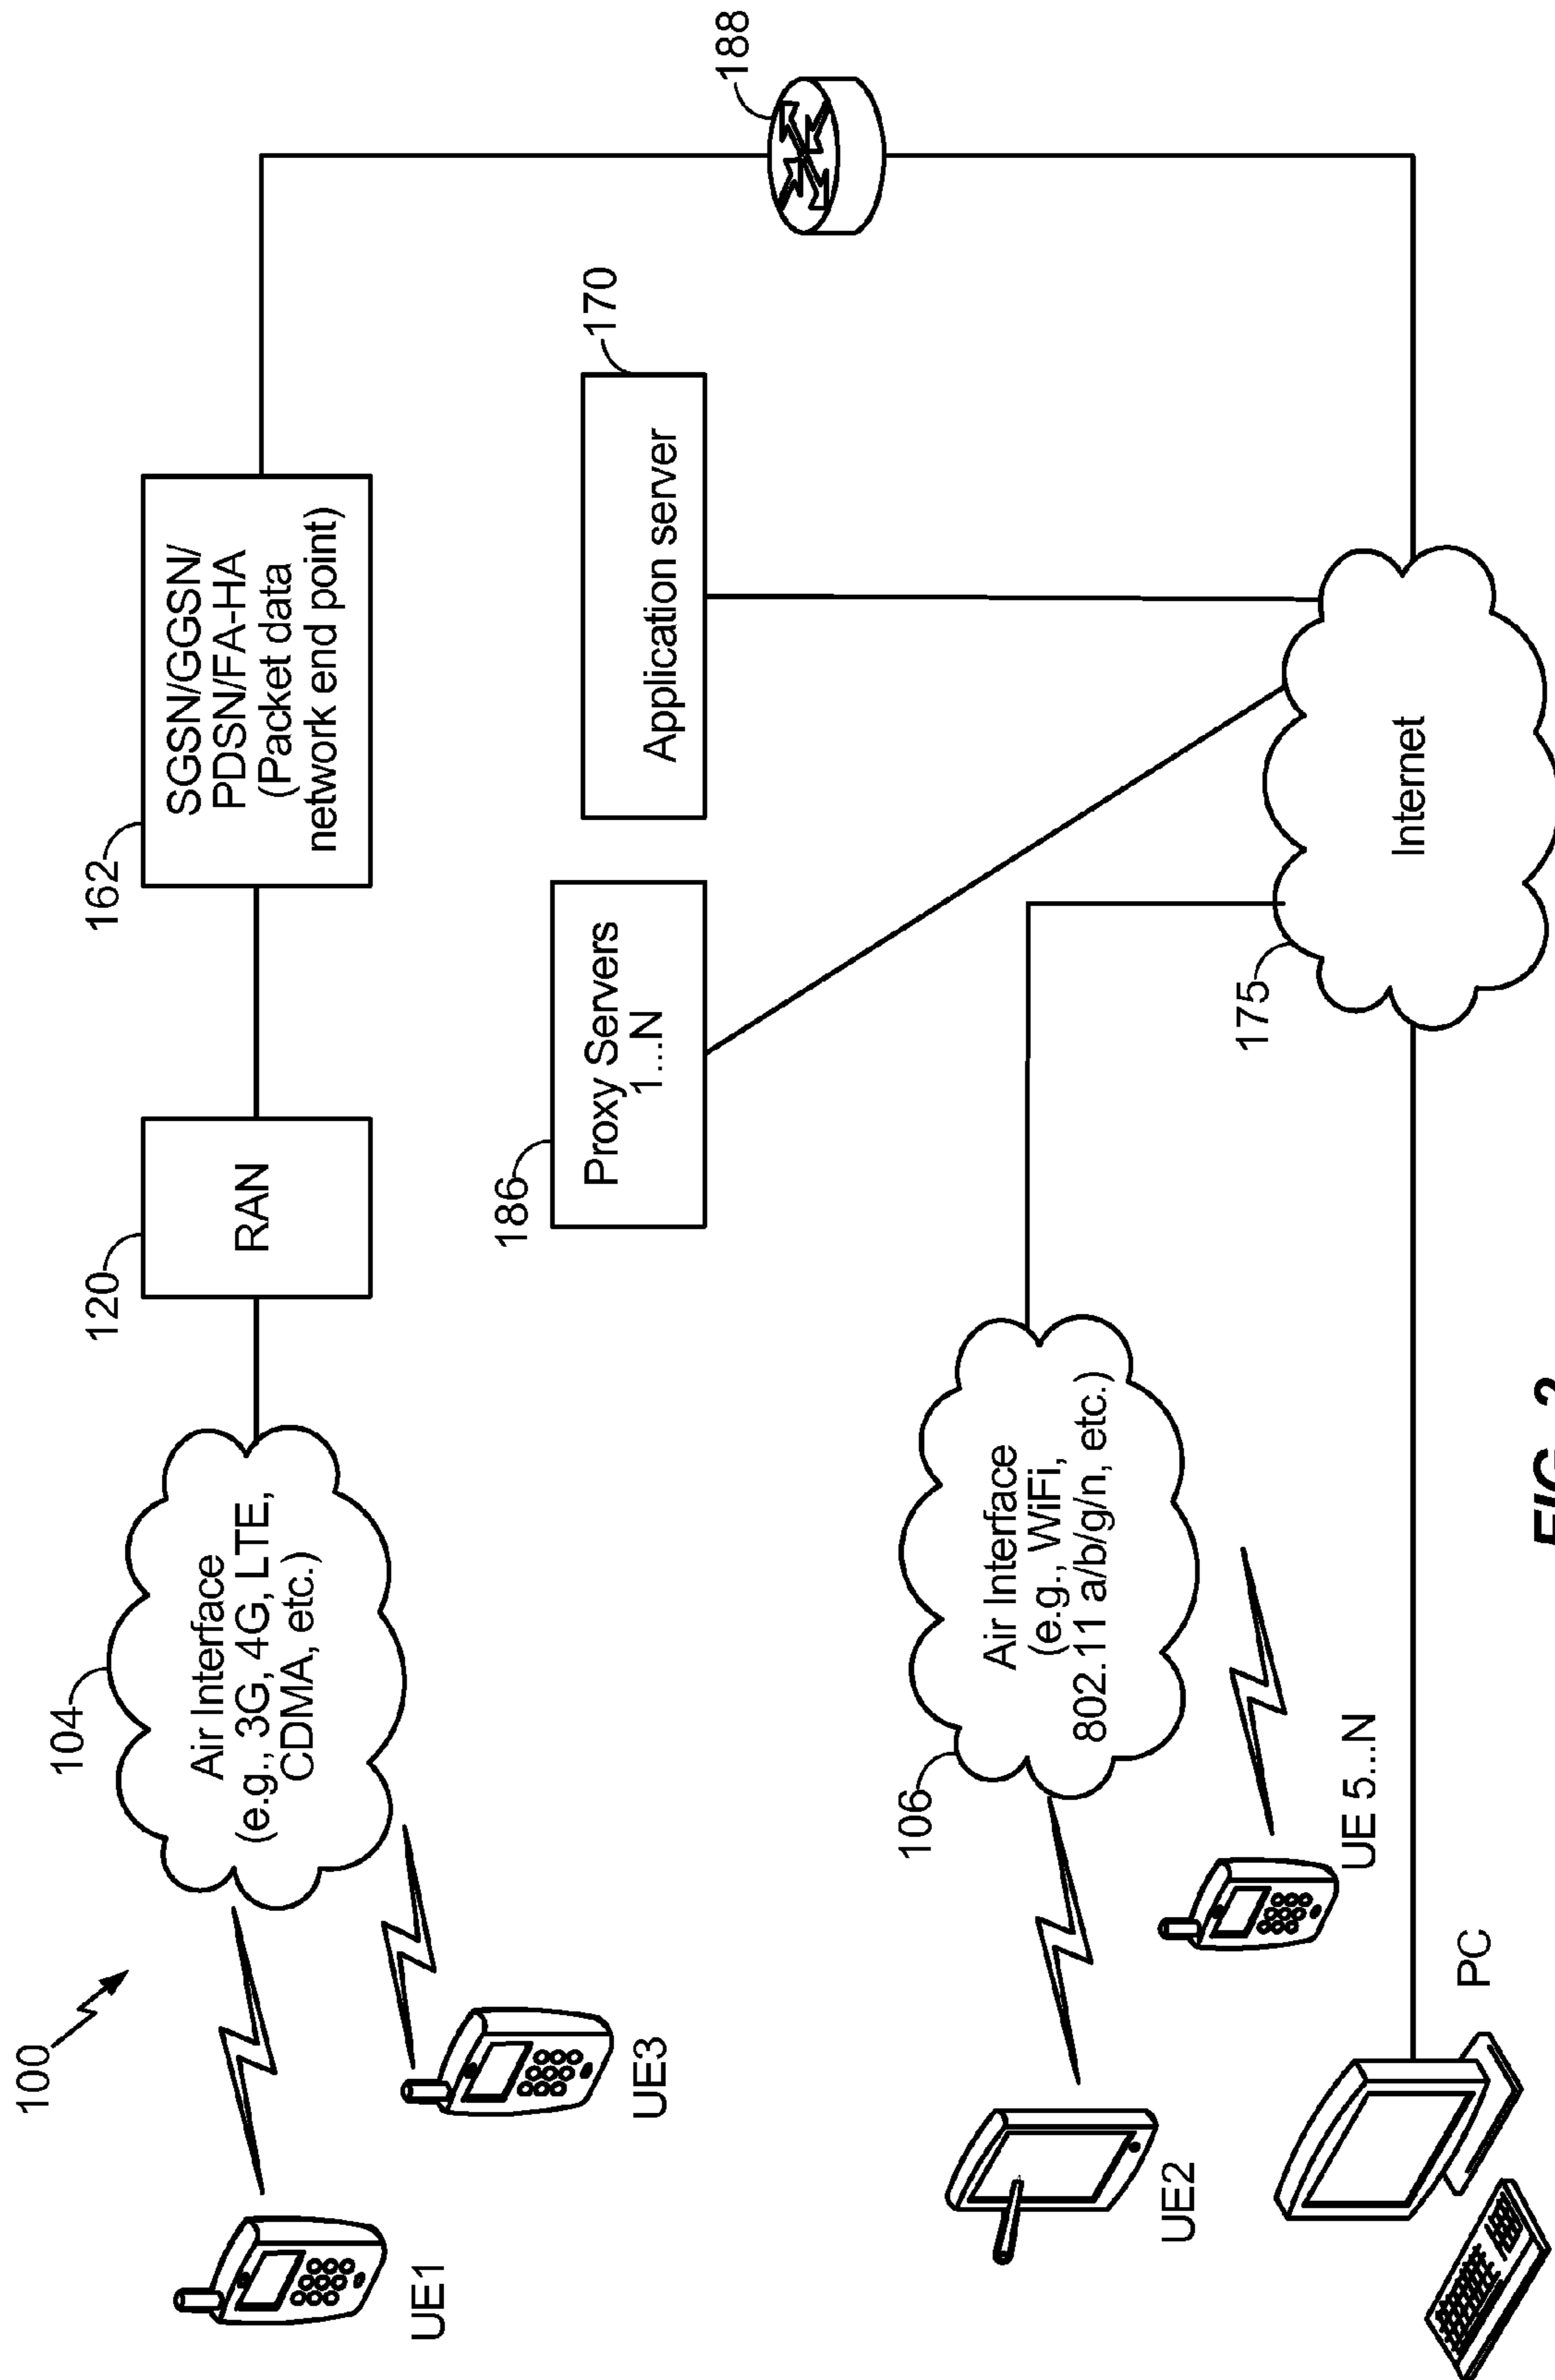 100
104
Air Interface
(e.g., 3G, 4G, LTE,
CDMA, etc.)
120
RAN
162
SGSN/GGSN/
PDSN/FA-HA
(Packet data
network end point)
188
UE1
UE3
186
Proxy Servers
1...N
170
Application server
106
Air Interface
(e.g., WiFi,
802.11 a/b/g/n, etc.)
UE2
UE 5...N
175
Internet
PC